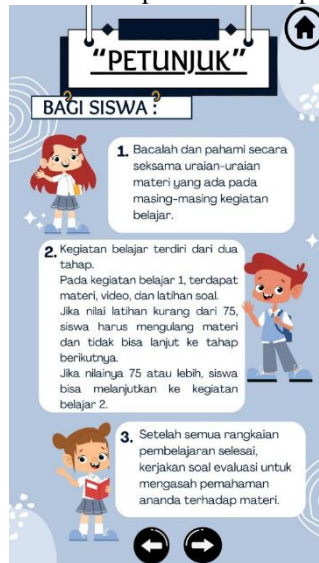 "PETUNJUK"
BAGI SISWA :
1. Bacalah dan pahami secara
seksama uraian-uraian
materi yang ada pada
masing-masing kegiatan
belajar.
2. Kegiatan belajar terdiri dari dua
tahap.
Pada kegiatan belajar 1, terdapat
materi, video, dan latihan soal.
Jika nilai latihan kurang dari 75,
siswa harus mengulang materi
dan tidak bisa lanjut ke tahap
berikutnya.
Jika nilainya 75 atau lebih, siswa
bisa melanjutkan ke kegiatan
belajar 2.
3. Setelah semua rangkaian
pembelajaran selesai,
kerjakan soal evaluasi untuk
mengasah pemahaman
ananda terhadap materi.